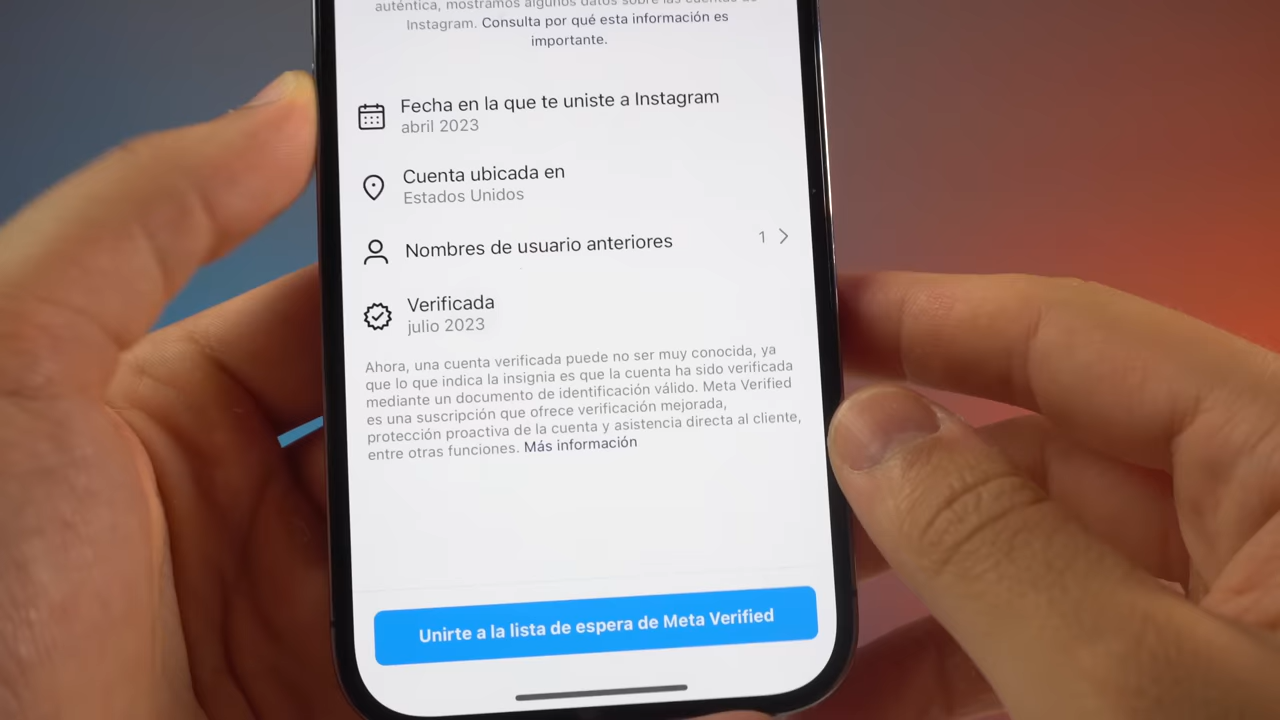 auténtica, mostramos algunos datos sobre las cuentas de
Instagram. Consulta por qué esta información es
importante.
Fecha en la que te uniste a Instagram
abril 2023
Cuenta ubicada en
Estados Unidos
Nombres de usuario anteriores 1
Verificada
julio 2023
Ahora, una cuenta verificada puede no ser muy conocida, ya
que lo que indica la insignia es que la cuenta ha sido verificada
mediante un documento de identificación válido. Meta Verified
es una suscripción que ofrece verificación mejorada,
protección proactiva de la cuenta y asistencia directa al cliente,
entre otras funciones. Más información
Unirte a la lista de espera de Meta Verified